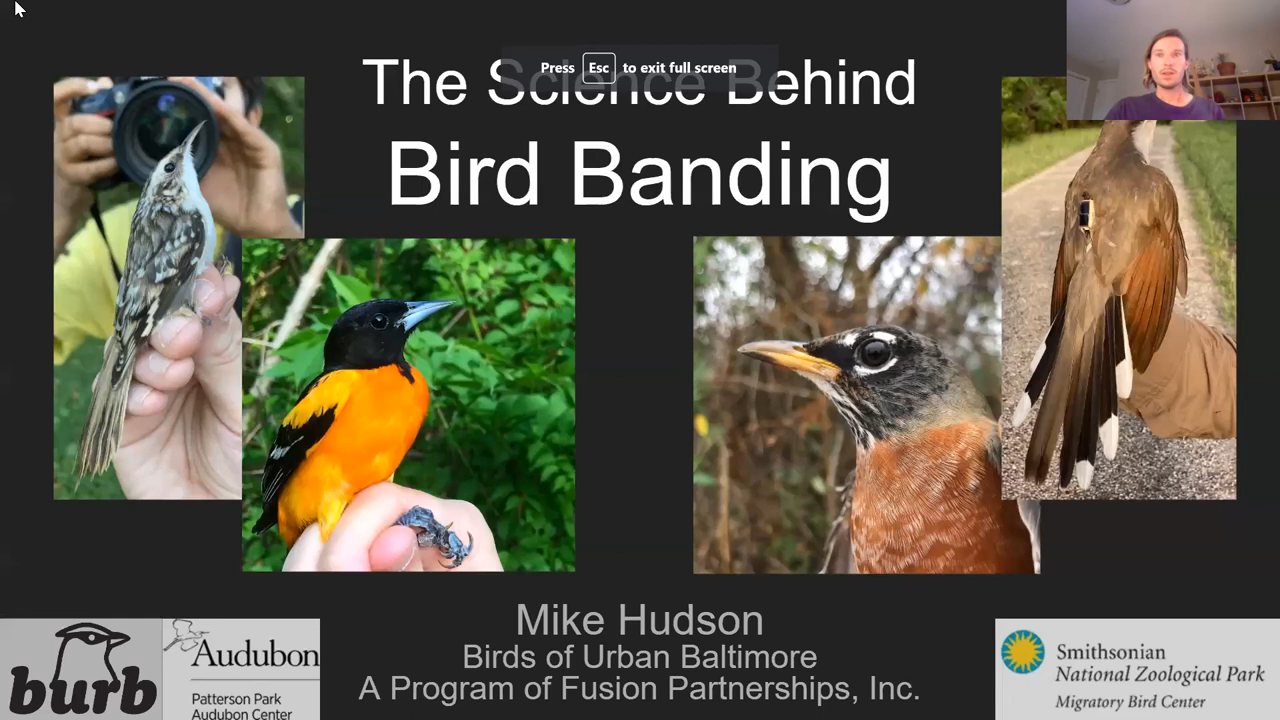 Press Esc to exit full screen
The Science Behind
Bird Banding
Mike Hudson
Birds of Urban Baltimore
A Program of Fusion Partnerships, Inc.
burb
Audubon
Patterson Park
Audubon Center
Smithsonian
National Zoological Park
Migratory Bird Center